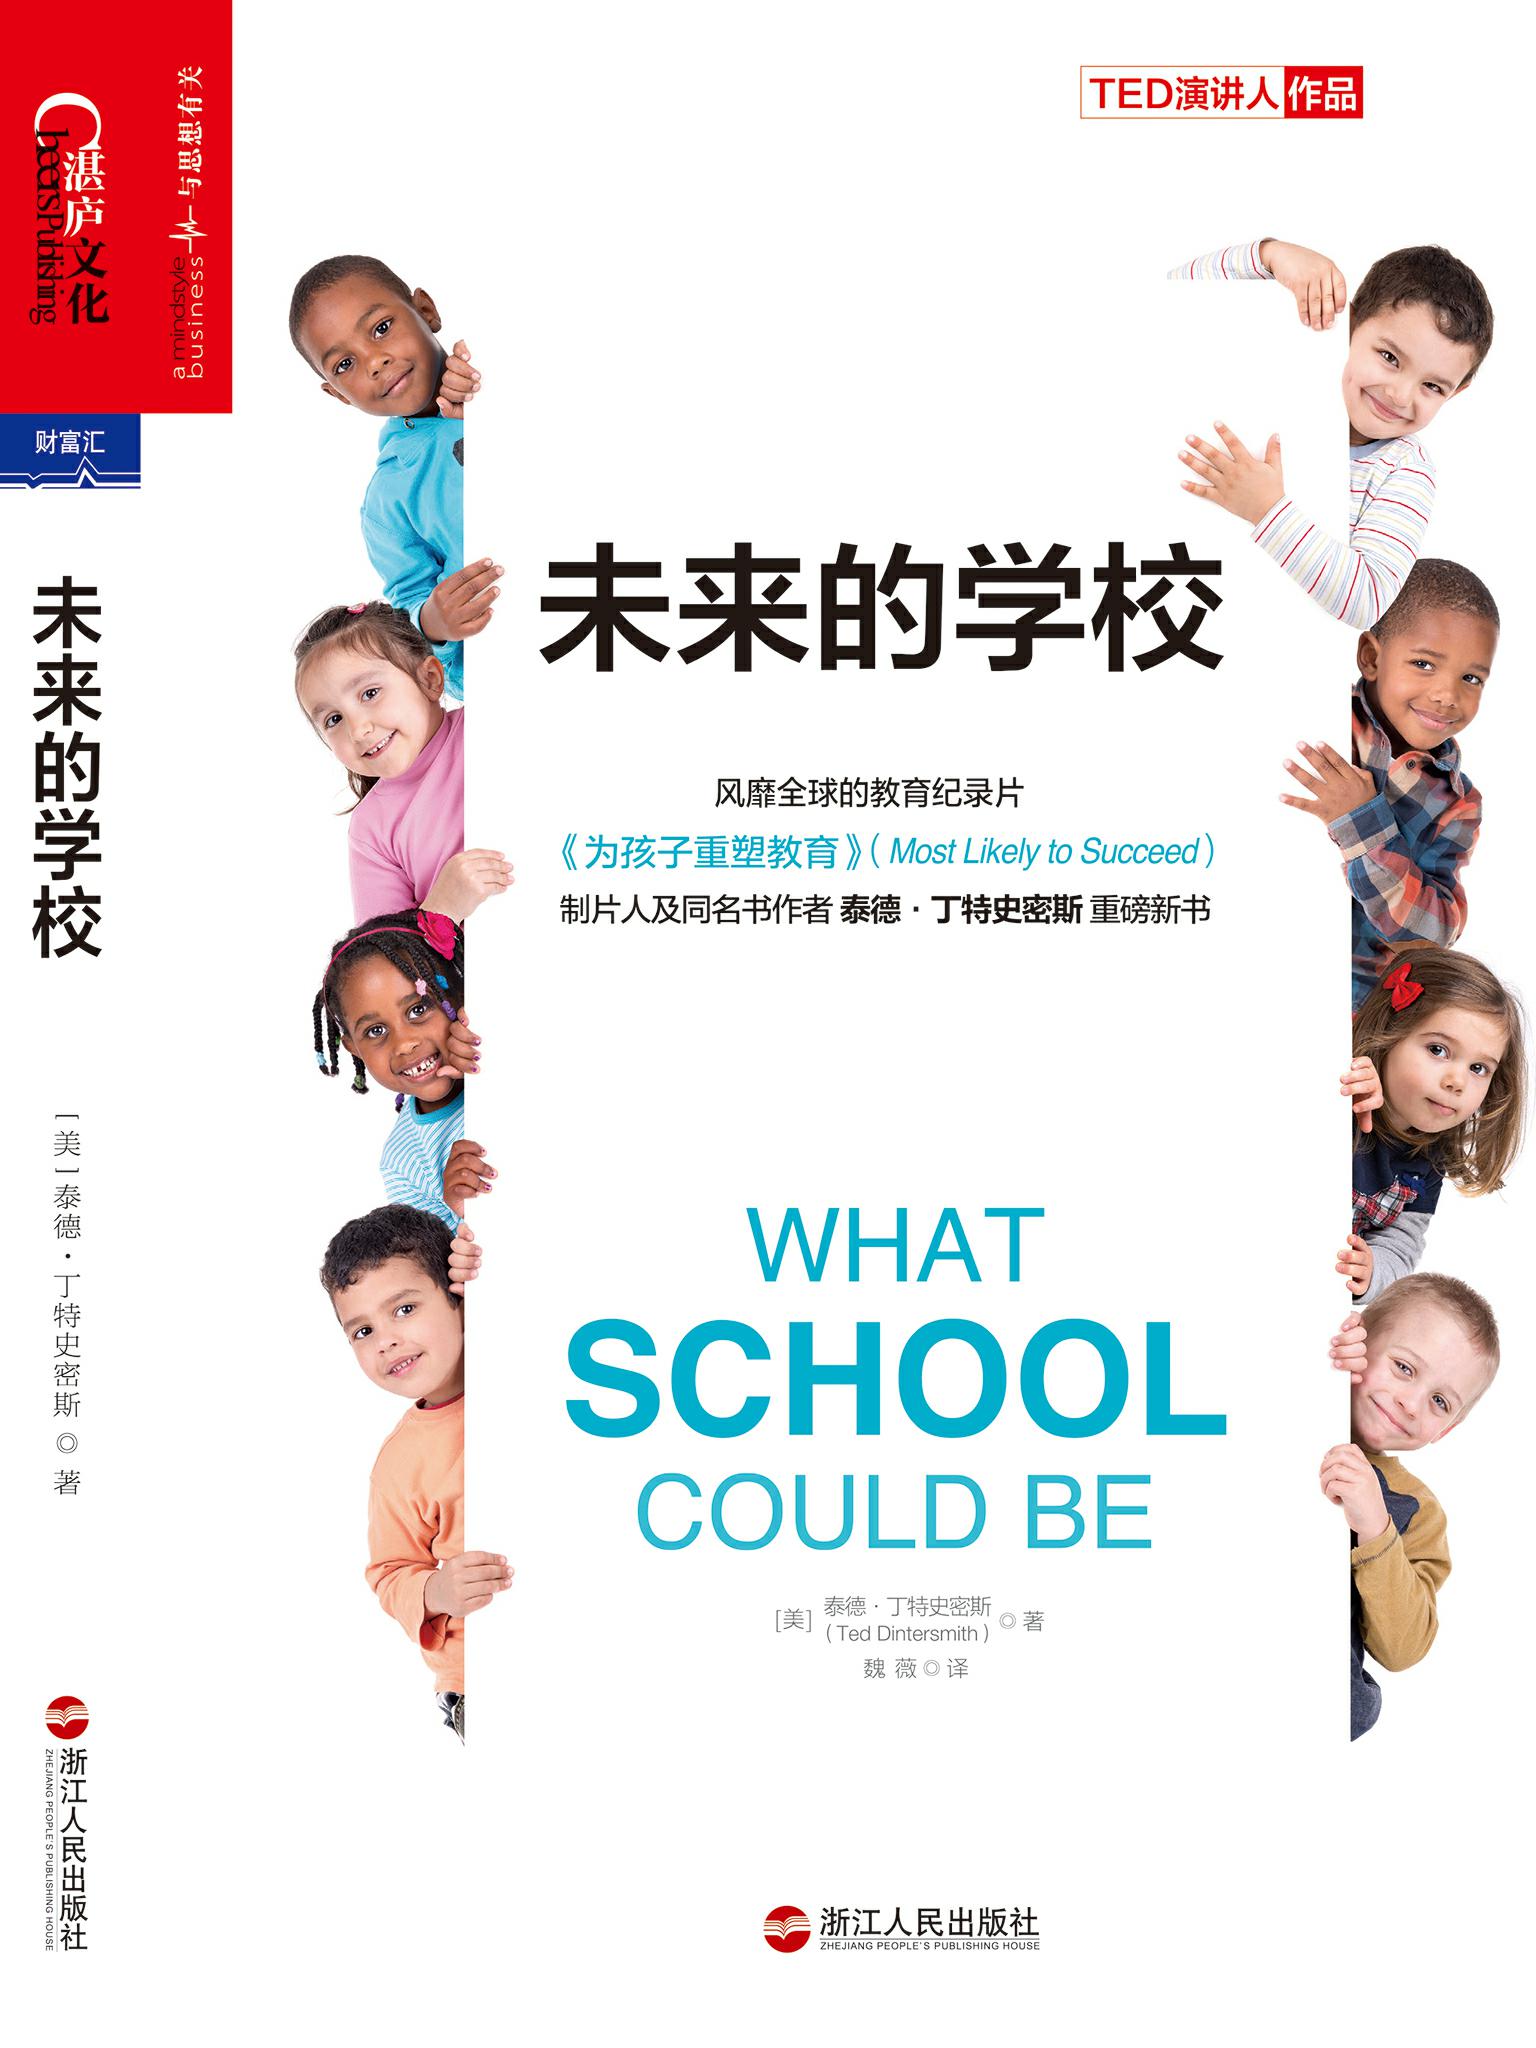 湛庐文化
Cheers Publishing
与思想有关
a mindstyle
business
财富汇
未来的学校
[美]泰德·丁特史密斯◎著
浙江人民出版社
ZHEJIANG PEOPLE'S PUBLISHING HOUSE
TED演讲人作品
未来的学校
风靡全球的教育纪录片
《为孩子重塑教育》(Most Likely to Succeed)
制片人及同名书作者 泰德·丁特史密斯 重磅新书
WHAT
SCHOOL
COULD BE
[美] 泰德·丁特史密斯 ◎ 著
(Ted Dintersmith)
魏 薇◎译
浙江人民出版社
ZHEJIANG PEOPLE'S PUBLISHING HOUSE